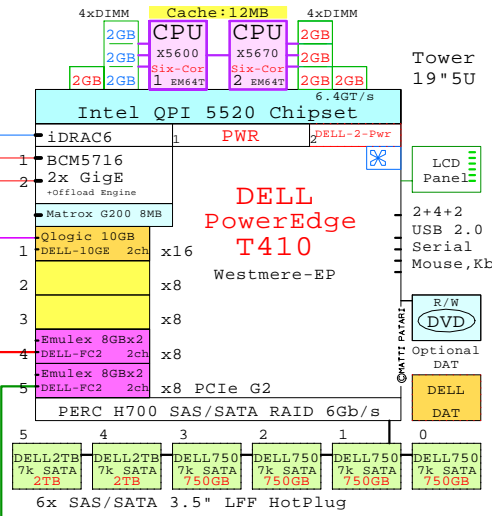 4xDIMM
Cache:12MB
4xDIMM
2GB
CPU
X5600
Six-Cor
1 EM64T
CPU
X5670
Six-Cor
2 EM64T
2GB
2GB
2GB
2GB
2GB
2GB
2GB
Tower
19"5U
6.4GT/s
Intel QPI 5520 Chipset
iDRAC6
1
PWR
2
DELL-2-Pwr
1
BCM5716
2
2x GigE
+Offload Engine
LCD
Panel
Matrox G200 8MB
DELL
PowerEdge
T410
Westmere-EP
2+4+2
USB 2.0
Serial
Mouse,Kb
Qlogic 10GB
1
DELL-10GE 2ch
x16
2
x8
3
x8
R/W
DVD
Optional
DAT
Emulex 8GBx2
4
DELL-FC2 2ch
x8
Emulex 8GBx2
5
DELL-FC2 2ch
x8 PCIe G2
©MATTI PATARI
DELL
DAT
PERC H700 SAS/SATA RAID 6Gb/s
5 4 3 2 1 0
DELL2TB DELL2TB DELL750 DELL750 DELL750 DELL750
7k SATA 7k SATA 7k SATA 7k SATA 7k SATA 7k SATA
2TB 2TB 750GB 750GB 750GB 750GB
6x SAS/SATA 3.5" LFF HotPlug